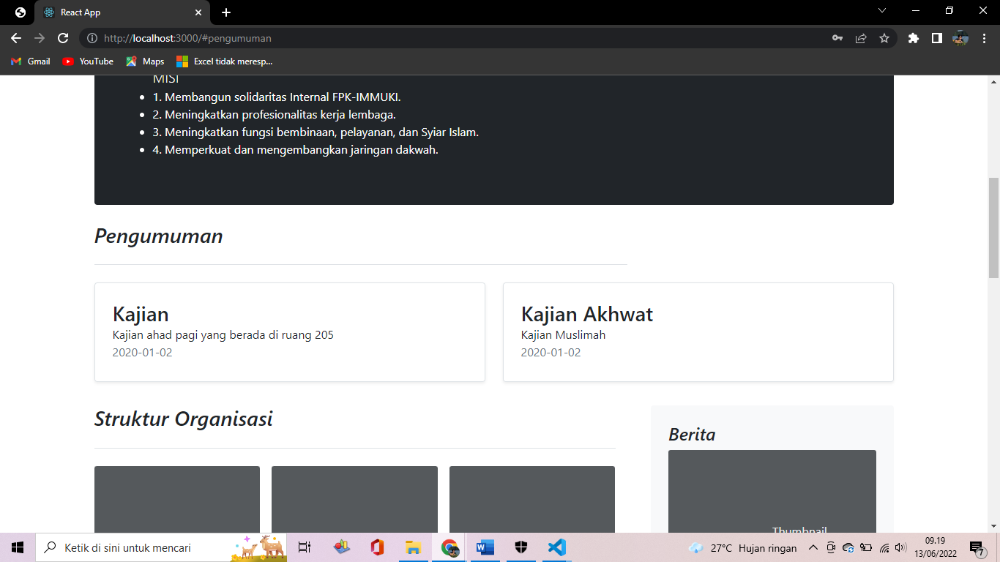 React App
http://localhost:3000/#pengumuman
Gmail
YouTube
Maps
Excel tidak meresp...
MISI
1. Membangun solidaritas Internal FPK-IMMUKI.
2. Meningkatkan profesionalitas kerja lembaga.
3. Meningkatkan fungsi bembinaan, pelayanan, dan Syiar Islam.
4. Memperkuat dan mengembangkan jaringan dakwah.
Pengumuman
Kajian
Kajian ahad pagi yang berada di ruang 205
2020-01-02
Kajian Akhwat
Kajian Muslimah
2020-01-02
Struktur Organisasi
Berita
Thumbnail
Ketik di sini untuk mencari
27°C Hujan ringan
09.19
13/06/2022
7